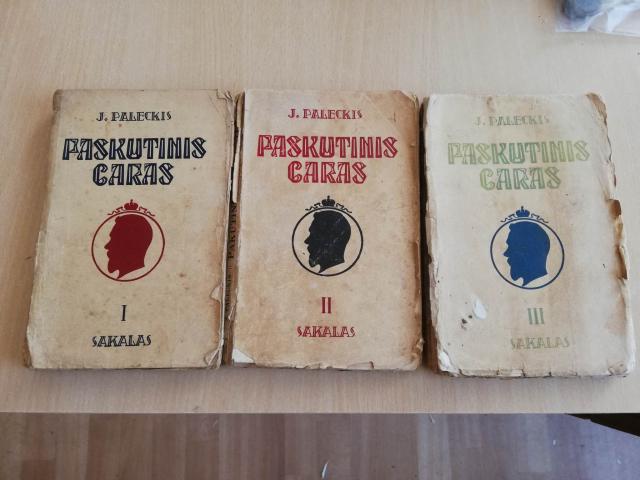 J. PALECKIS
PASKUTINIS
CARAS
I
SAKALAS
J. PALECKIS
PASKUTINIS
CARAS
II
SAKALAS
J. PALECKIS
PASKUTINIS
CARAS
III
SAKALAS